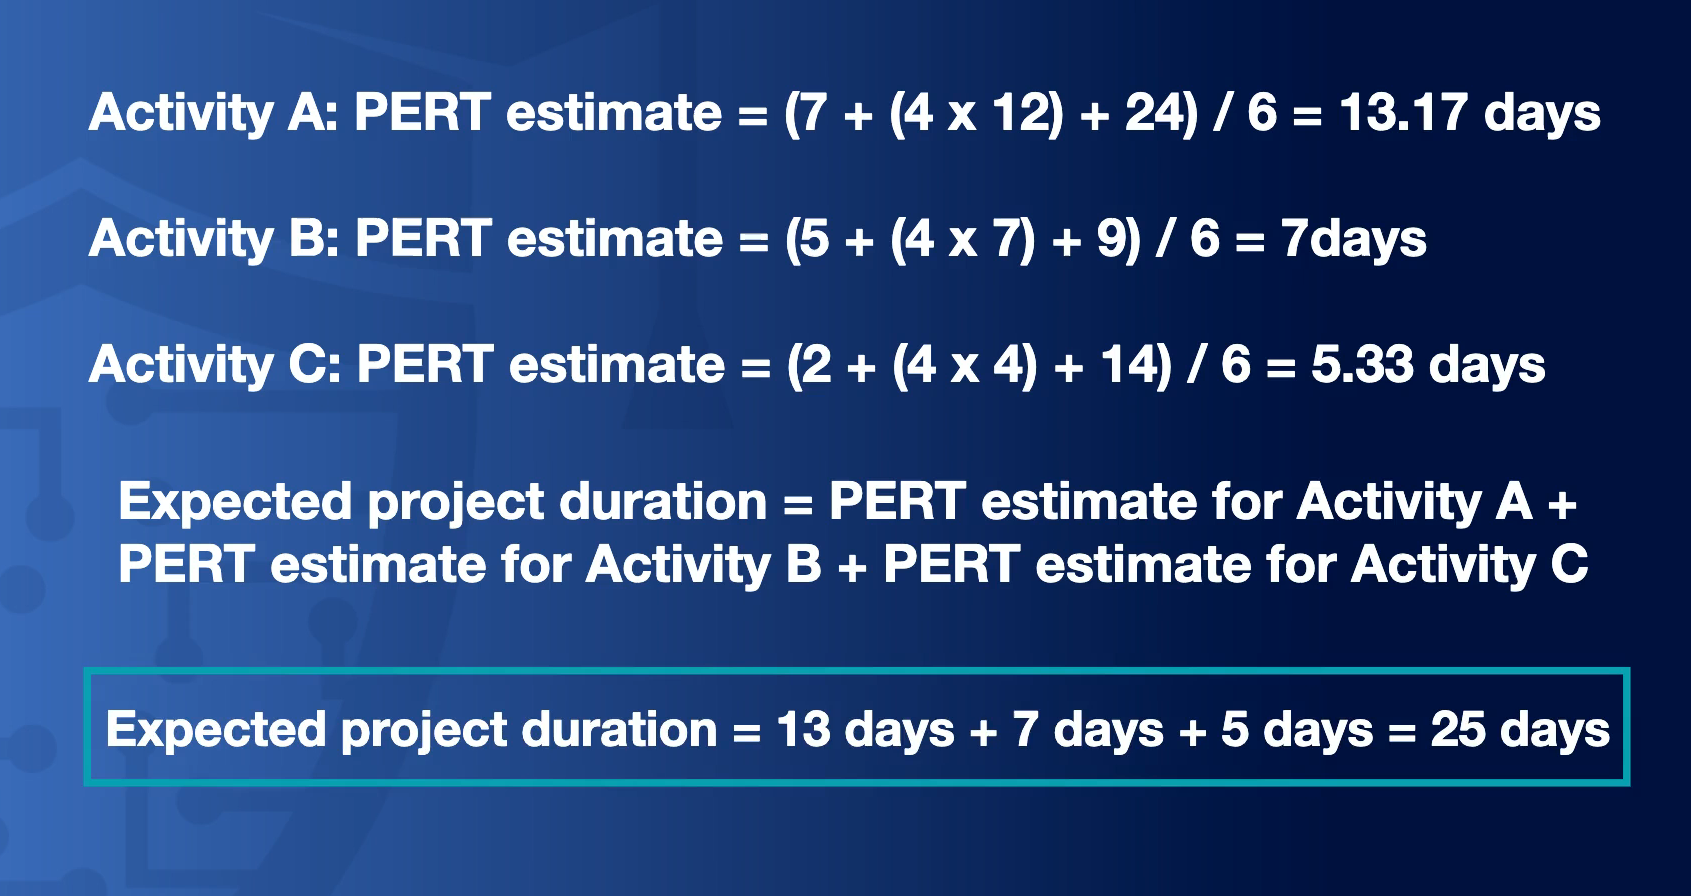 Activity A: PERT estimate = (7 + (4 x 12) + 24) / 6 = 13.17 days
Activity B: PERT estimate = (5 + (4 x 7) + 9) / 6 = 7days
Activity C: PERT estimate = (2 + (4 x 4) + 14) / 6 = 5.33 days
Expected project duration = PERT estimate for Activity A +
PERT estimate for Activity B + PERT estimate for Activity C
Expected project duration = 13 days + 7 days + 5 days = 25 days